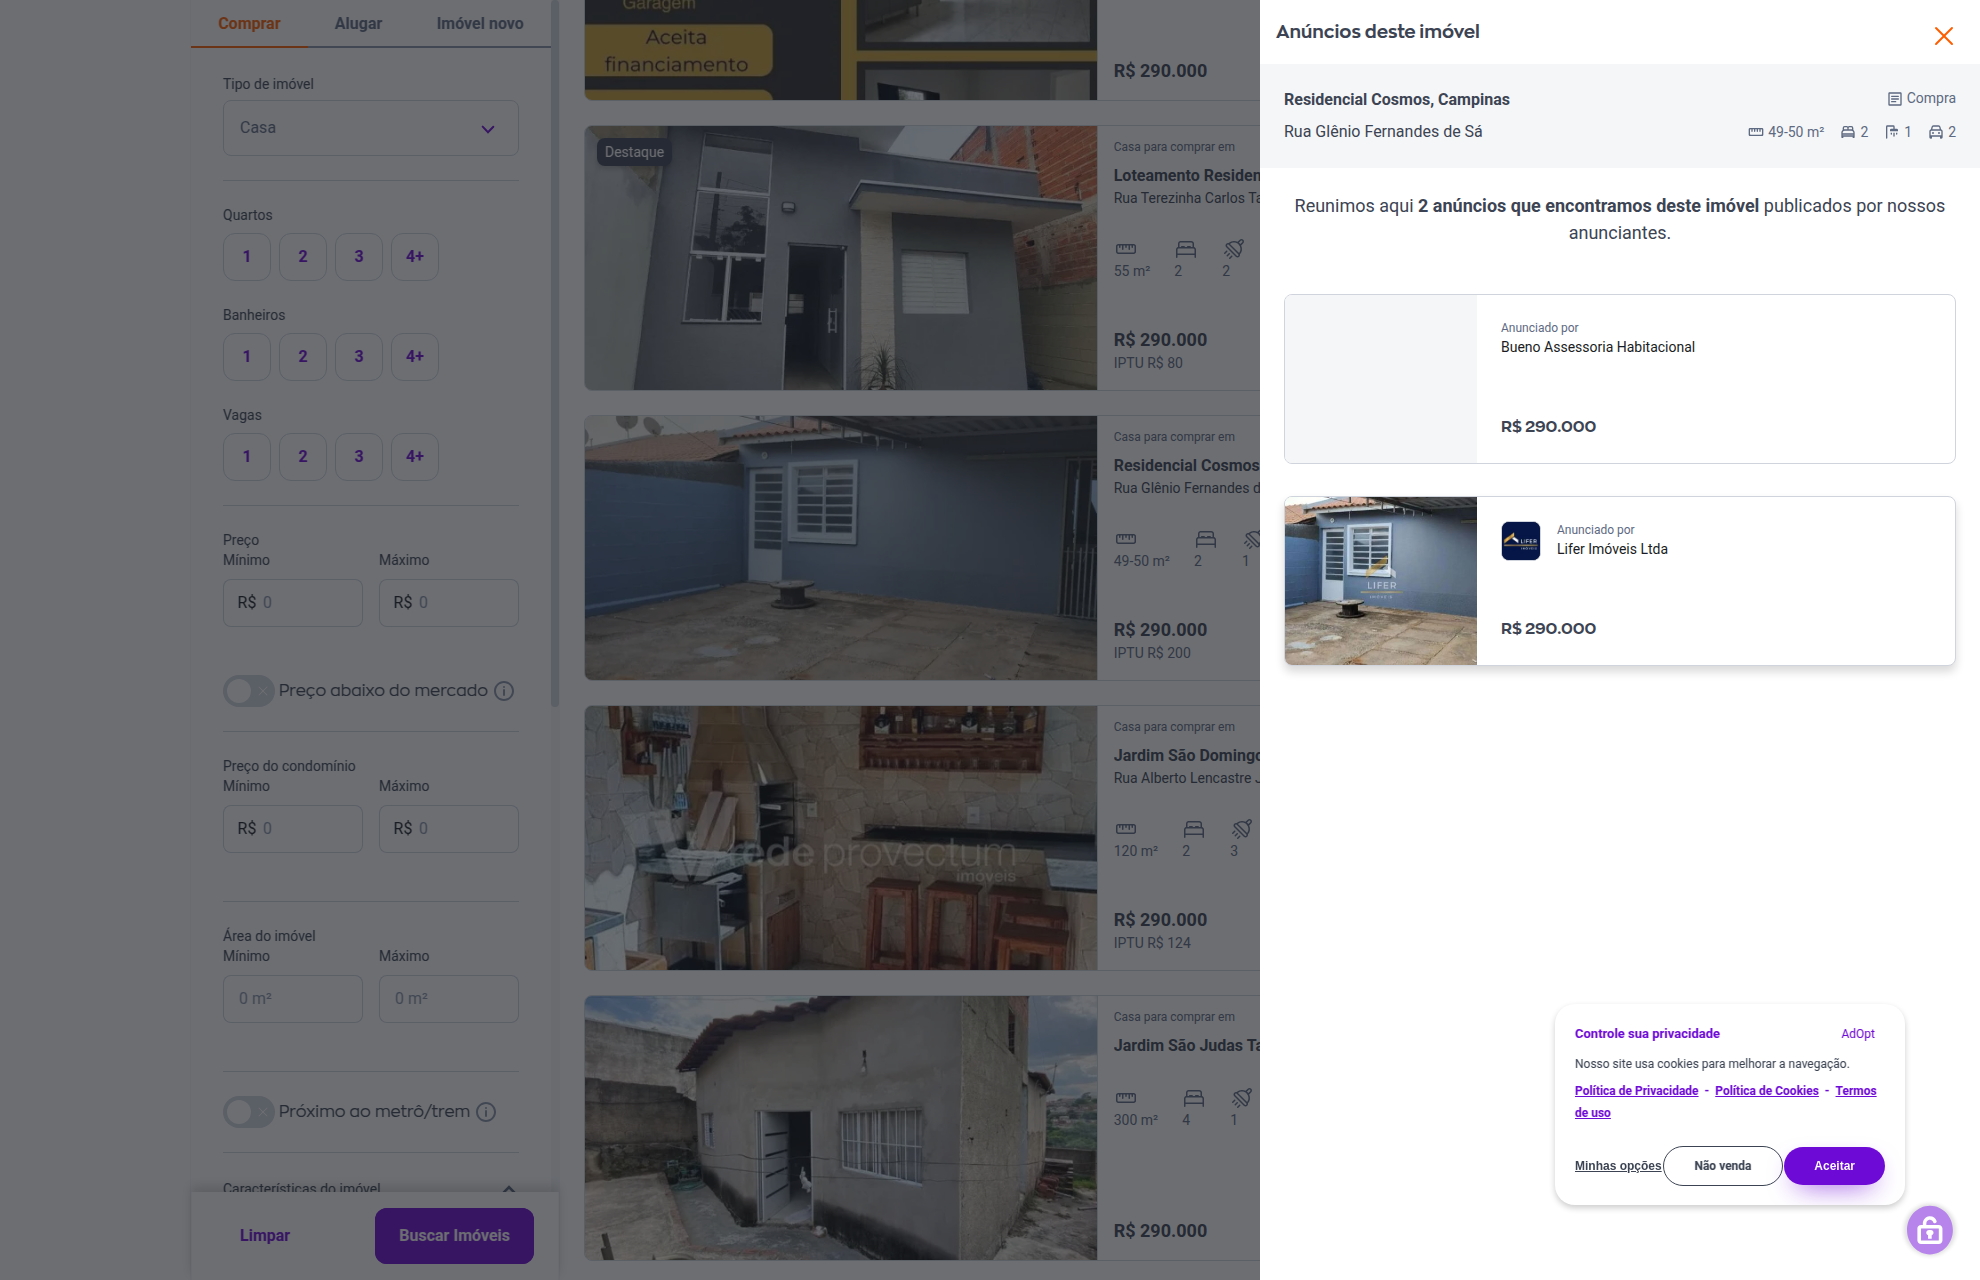 Comprar
Alugar
Imóvel novo
Tipo de imóvel
Casa
Quartos
1
2
3
4+
Banheiros
1
2
3
4+
Vagas
1
2
3
4+
Preço
Mínimo
Máximo
R$ 0
R$ 0
Preço abaixo do mercado
Preço do condomínio
Mínimo
Máximo
R$ 0
R$ 0
Área do imóvel
Mínimo
Máximo
0 m²
0 m²
Próximo ao metrô/trem
Características do imóvel
Limpar
Buscar Imóveis
Garagem
Aceita
financiamento
R$ 290.000
Destaque
Casa para comprar em
Loteamento Residen
Rua Terezinha Carlos Ta
55 m²
2
2
R$ 290.000
IPTU R$ 80
Casa para comprar em
Residencial Cosmos
Rua Glênio Fernandes d
49-50 m²
2
1
R$ 290.000
IPTU R$ 200
rede provectum
imóveis
Casa para comprar em
Jardim São Domingo
Rua Alberto Lencastre J
120 m²
2
3
R$ 290.000
IPTU R$ 124
Casa para comprar em
Jardim São Judas Ta
300 m²
4
1
R$ 290.000
Anúncios deste imóvel
Residencial Cosmos, Campinas
Compra
Rua Glênio Fernandes de Sá
49-50 m²
2
1
2
Reunimos aqui 2 anúncios que encontramos deste imóvel publicados por nossos
anunciantes.
Anunciado por
Bueno Assessoria Habitacional
R$ 290.000
LIFER
IMÓVEIS
LIFER
Anunciado por
Lifer Imóveis Ltda
R$ 290.000
Controle sua privacidade
AdOpt
Nosso site usa cookies para melhorar a navegação.
Política de Privacidade - Política de Cookies - Termos
de uso
Minhas opções
Não venda
Aceitar